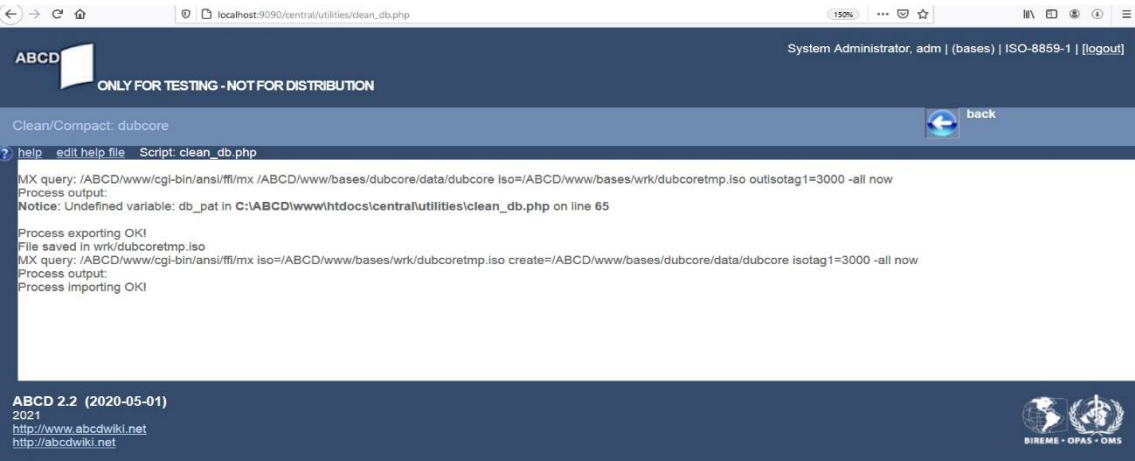 localhost:9090/central/utilities/clean_db.php
150%
ABCD
System Administrator, adm | (bases) | ISO-8859-1 | [logout]
ONLY FOR TESTING - NOT FOR DISTRIBUTION
Clean/Compact: dubcore
back
? help edit help file Script: clean_db.php
MX query: /ABCD/www/cgi-bin/ansi/ffi/mx /ABCD/www/bases/dubcore/data/dubcore iso=/ABCD/www/bases/wrk/dubcoretmp.iso outisotag1=3000 -all now
Process output:
Notice: Undefined variable: db_pat in C:\ABCD\www\htdocs\central\utilities\clean_db.php on line 65
Process exporting OK!
File saved in wrk/dubcoretmp.iso
MX query: /ABCD/www/cgi-bin/ansi/ffi/mx iso=/ABCD/www/bases/wrk/dubcoretmp.iso create=/ABCD/www/bases/dubcore/data/dubcore isotag1=3000 -all now
Process output:
Process importing OK!
ABCD 2.2 (2020-05-01)
2021
http://www.abcdwiki.net
http://abcdwiki.net
BIREME • OPAS • OMS